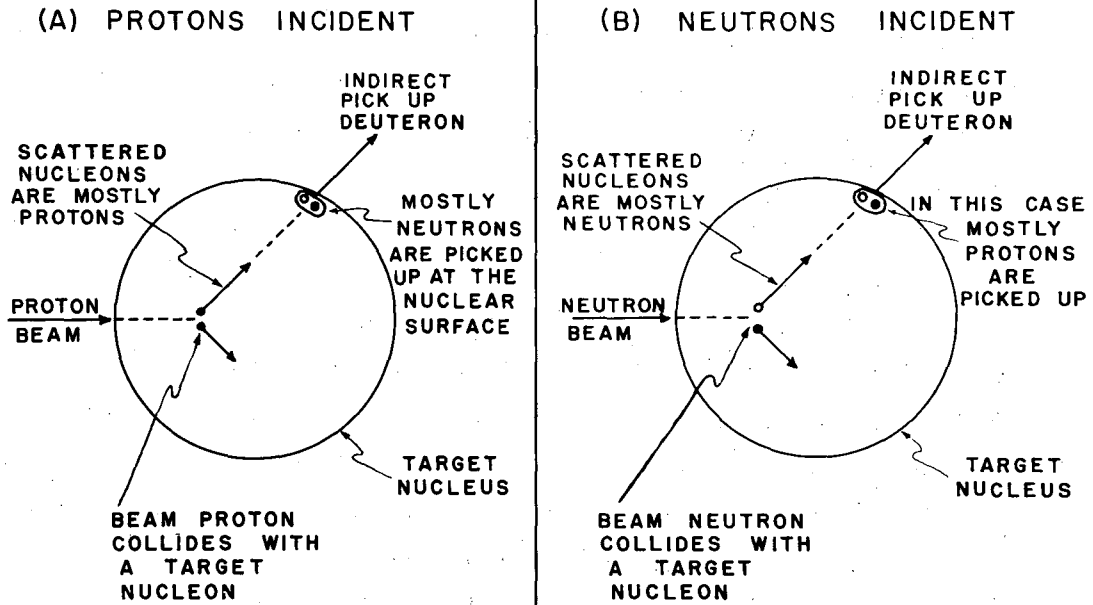 (A) PROTONS INCIDENT
INDIRECT
PICK UP
DEUTERON
SCATTERED
NUCLEONS
ARE MOSTLY
PROTONS
MOSTLY
NEUTRONS
ARE PICKED
UP AT THE
NUCLEAR
SURFACE
PROTON
BEAM
TARGET
NUCLEUS
BEAM PROTON
COLLIDES WITH
A TARGET
NUCLEON
(B) NEUTRONS INCIDENT
INDIRECT
PICK UP
DEUTERON
SCATTERED
NUCLEONS
ARE MOSTLY
NEUTRONS
IN THIS CASE
MOSTLY
PROTONS
ARE
PICKED UP
NEUTRON
BEAM
TARGET
NUCLEUS
BEAM NEUTRON
COLLIDES WITH
A TARGET
NUCLEON